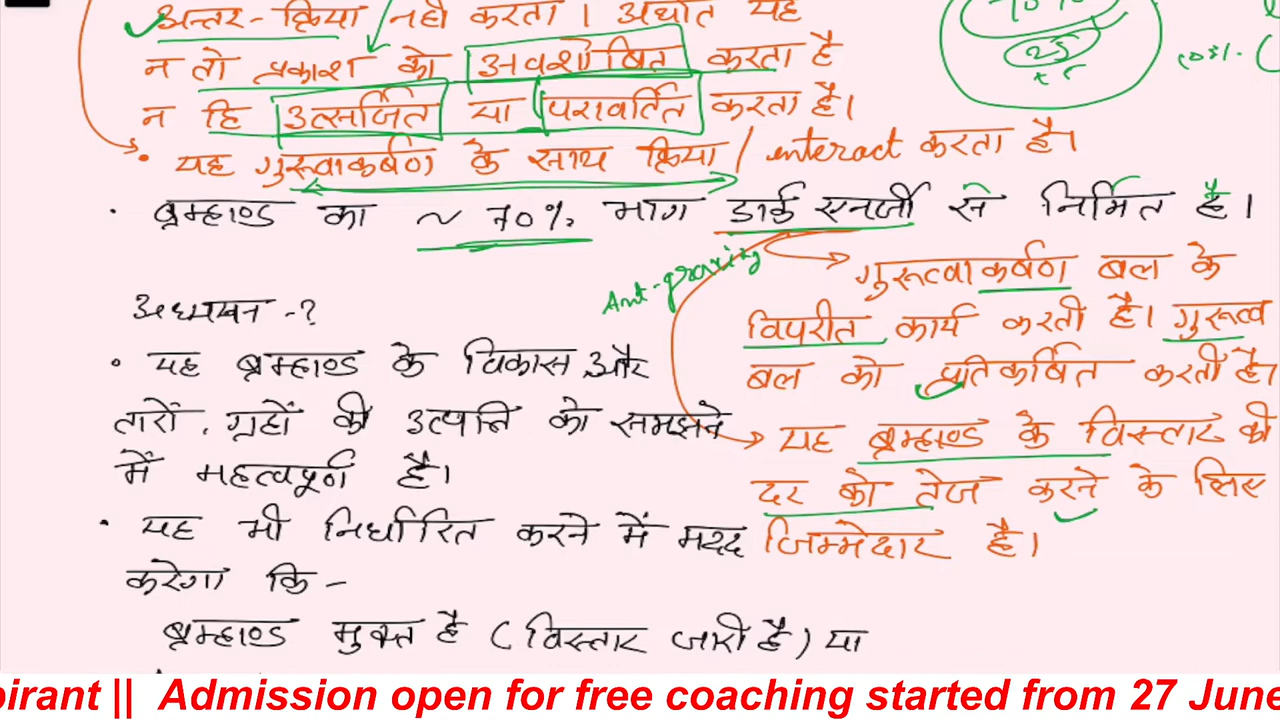 अन्तर-क्रिया नहीं करता । अर्थात यह
न तो प्रकाश को अवशोषित करता है
न हि उत्सर्जित या परावर्तित करता है।
• यह गुरूत्वाकर्षण के साथ क्रिया / interact करता है।
• ब्रम्हाण्ड का ~ 70% भाग डार्क एनर्जी से निर्मित है।
Ant-gravity
गुरूत्वाकर्षण बल के
विपरीत कार्य करती है। गुरूत्व
बल को प्रतिकर्षित करती है।
यह ब्रम्हाण्ड के विस्तार की
दर को तेज करने के लिए
जिम्मेदार है।
अध्ययन -?
• यह ब्रम्हाण्ड के विकास और
तारों, ग्रहों की उत्पत्ति को समझने
में महत्वपूर्ण है।
• यह भी निर्धारित करने में मदद
करेगा कि –
ब्रम्हाण्ड मुक्त है (विस्तार जारी है) या
pirant || Admission open for free coaching started from 27 June